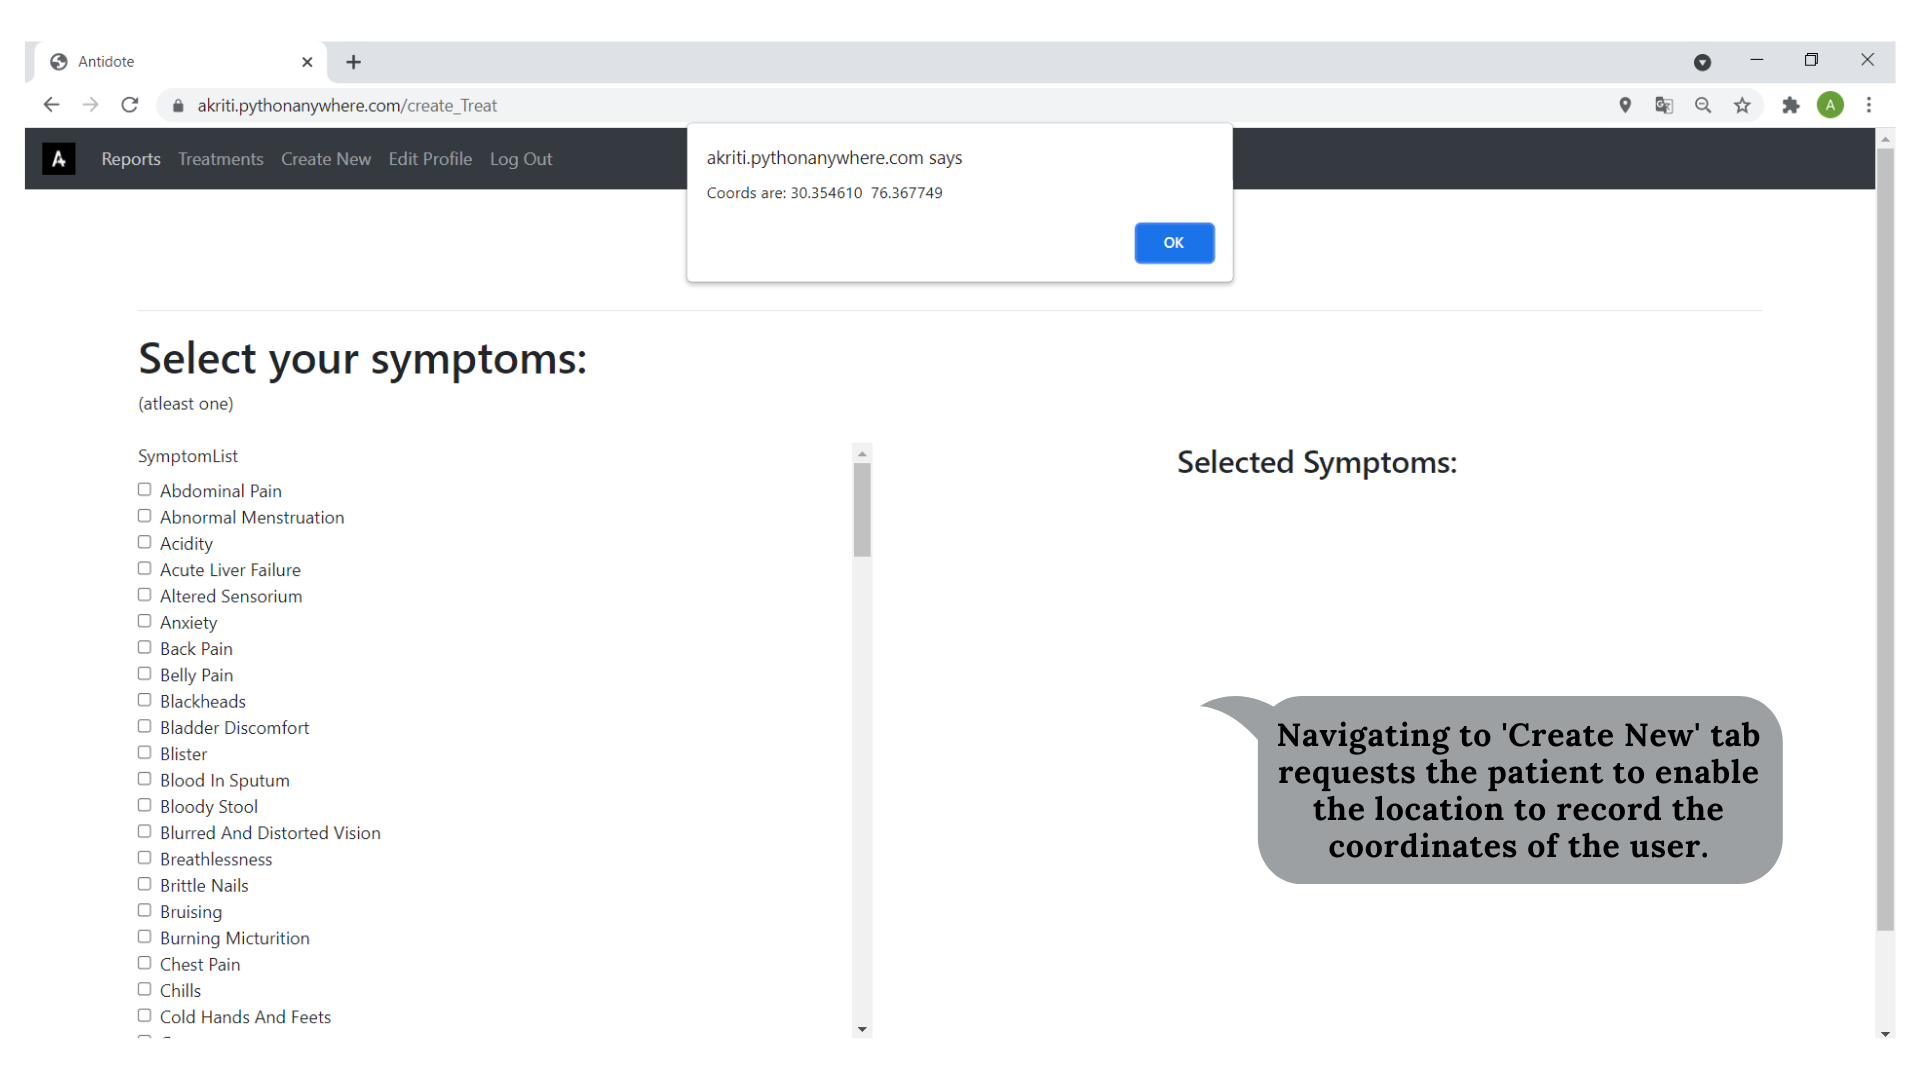 Antidote
akriti.pythonanywhere.com/create_Treat
A
A
Reports Treatments Create New Edit Profile Log Out
akriti.pythonanywhere.com says
Coords are: 30.354610 76.367749
OK
Select your symptoms:
(atleast one)
SymptomList
Abdominal Pain
Abnormal Menstruation
Acidity
Acute Liver Failure
Altered Sensorium
Anxiety
Back Pain
Belly Pain
Blackheads
Bladder Discomfort
Blister
Blood In Sputum
Bloody Stool
Blurred And Distorted Vision
Breathlessness
Brittle Nails
Bruising
Burning Micturition
Chest Pain
Chills
Cold Hands And Feets
Selected Symptoms:
Navigating to 'Create New' tab
requests the patient to enable
the location to record the
coordinates of the user.